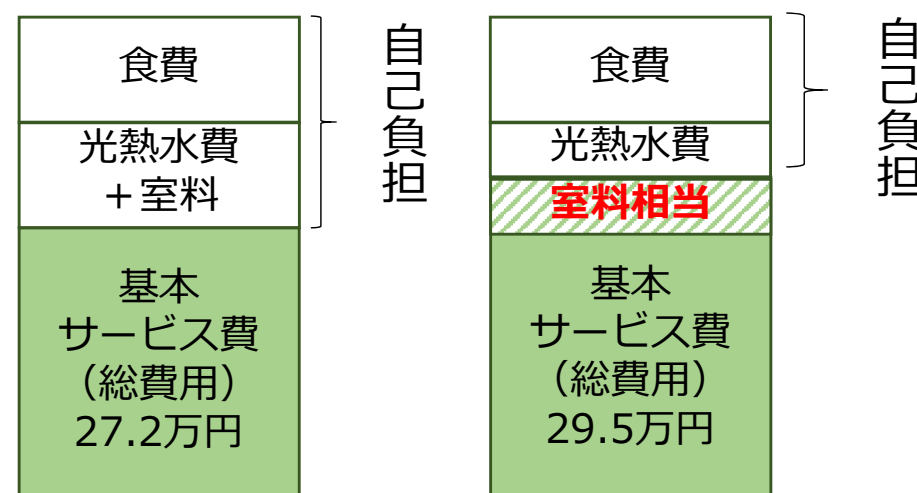 食費
光熱水費
+室料
自己負担
基本
サービス費
（総費用）
27.2万円
食費
光熱水費
室料相当
自己負担
基本
サービス費
（総費用）
29.5万円